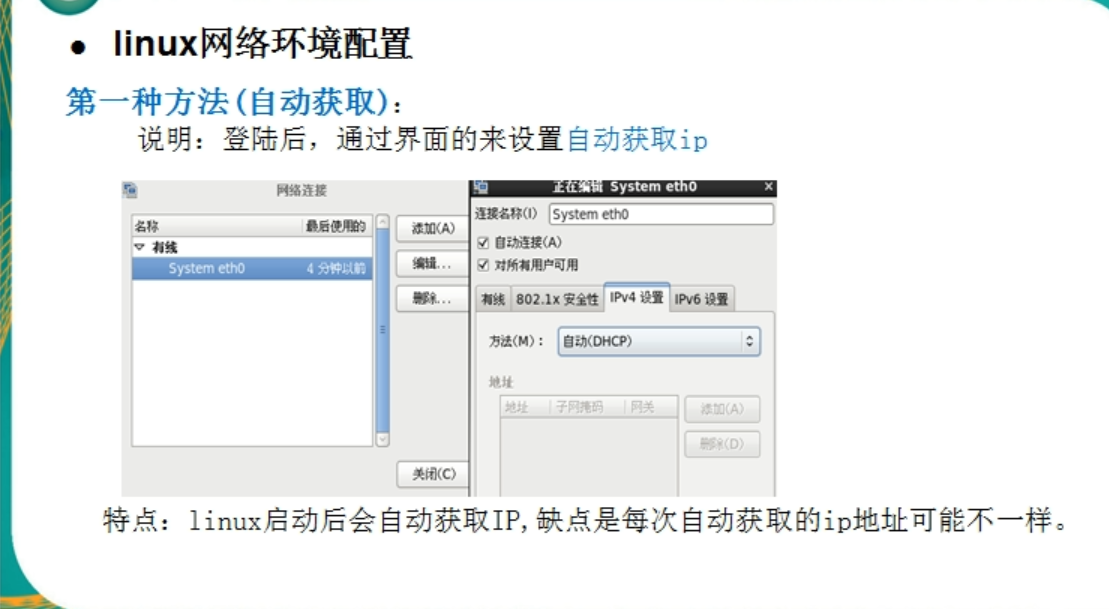 linux网络环境配置
第一种方法(自动获取):
说明: 登陆后，通过界面的来设置自动获取ip
网络连接
名称 最后使用的
有线
System eth0 4 分钟以前
添加(A)
编辑...
删除...
关闭(C)
正在编辑 System eth0
连接名称(I) System eth0
自动连接(A)
对所有用户可用
有线 802.1x 安全性 IPv4 设置 IPv6 设置
方法(M): 自动(DHCP)
地址
地址 子网掩码 网关
添加(A)
删除(D)
特点: linux启动后会自动获取IP,缺点是每次自动获取的ip地址可能不一样。